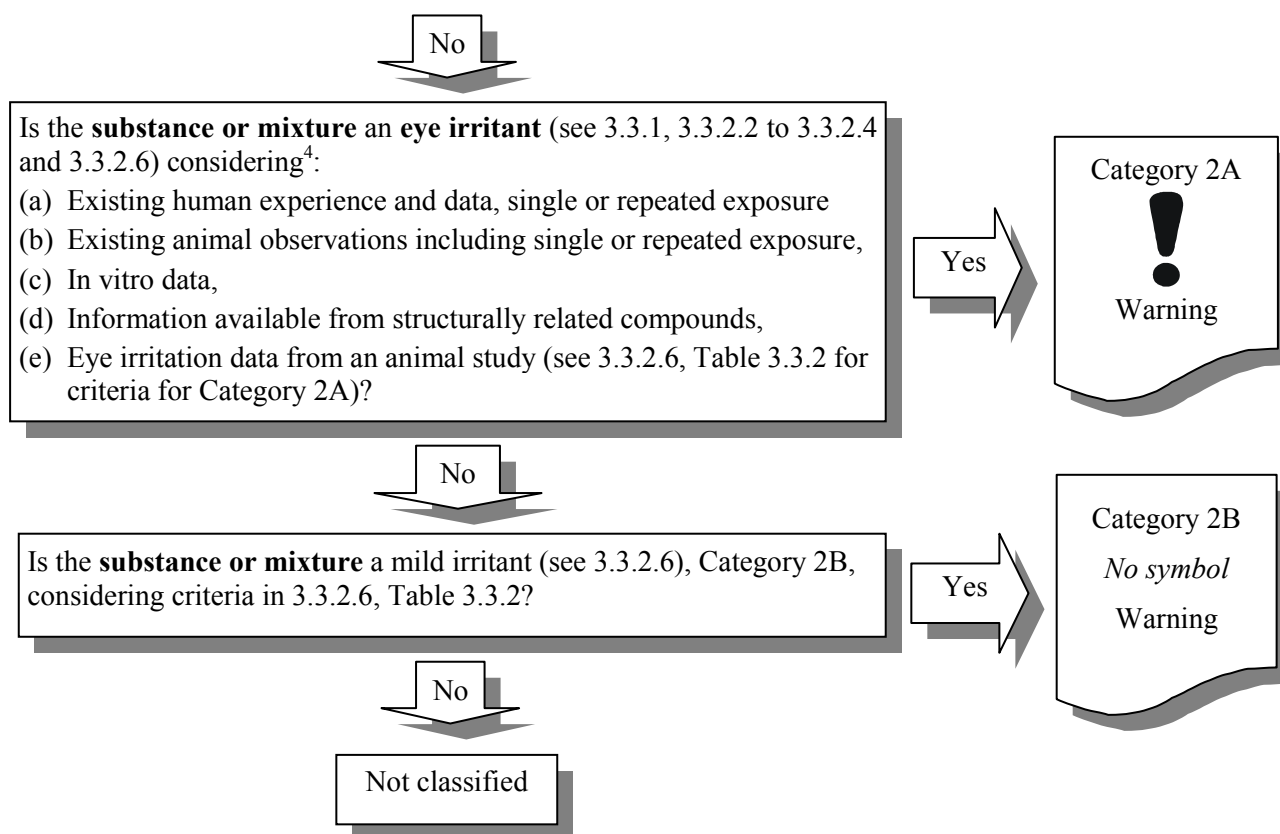 No
Is the substance or mixture an eye irritant (see 3.3.1, 3.3.2.2 to 3.3.2.4
and 3.3.2.6) considering4:
(a) Existing human experience and data, single or repeated exposure
(b) Existing animal observations including single or repeated exposure,
(c) In vitro data,
(d) Information available from structurally related compounds,
(e) Eye irritation data from an animal study (see 3.3.2.6, Table 3.3.2 for
criteria for Category 2A)?
Yes
Category 2A
!
Warning
No
Is the substance or mixture a mild irritant (see 3.3.2.6), Category 2B,
considering criteria in 3.3.2.6, Table 3.3.2?
Yes
Category 2B
No symbol
Warning
No
Not classified